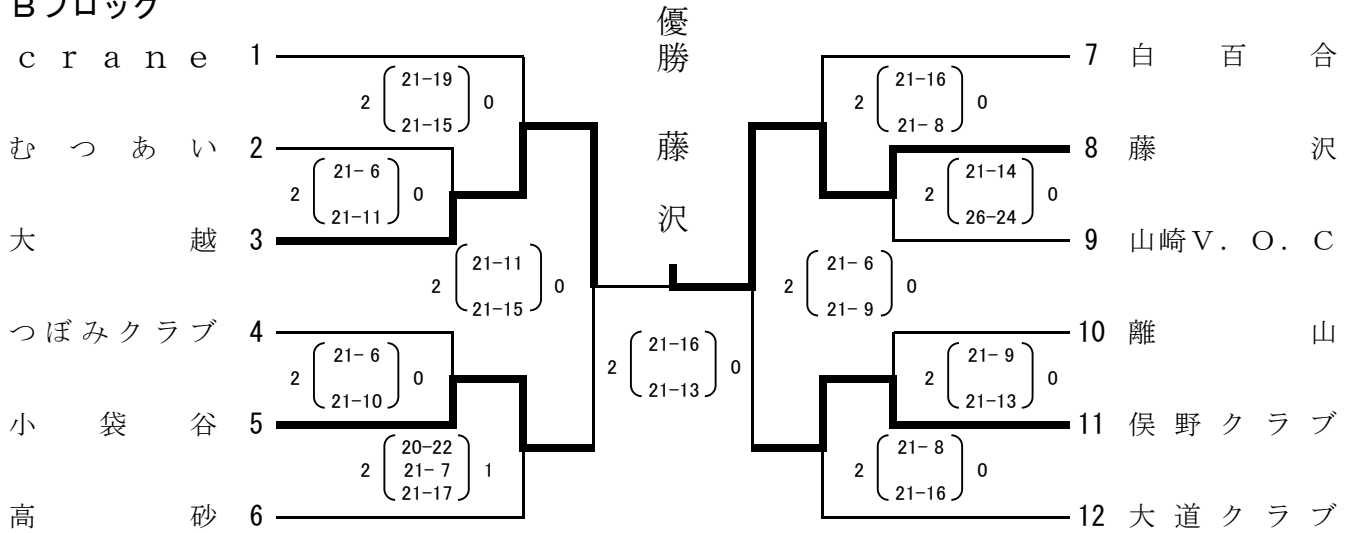 Bブロック
優勝 藤沢
crane 1
むつあい 2
大越 3
つぼみクラブ 4
小袋谷 5
高砂 6
2 21-19 21-15 0
2 21- 6 21-11 0
2 21-11 21-15 0
2 21- 6 21-10 0
2 20-22 21- 7 21-17 1
2 21-16 21-13 0
7 白百合
8 藤沢
9 山崎V.O.C
10 離山
11 俣野クラブ
12 大道クラブ
2 21-16 21- 8 0
2 21-14 26-24 0
2 21- 6 21- 9 0
2 21- 9 21-13 0
2 21- 8 21-16 0